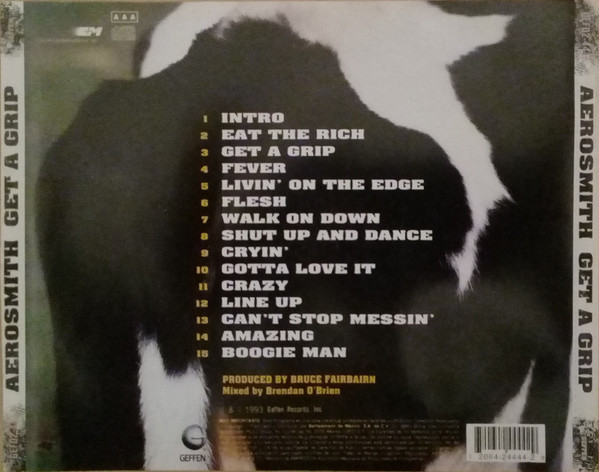 AAA
AEROSMITH GET A GRIP
1 INTRO
2 EAT THE RICH
3 GET A GRIP
4 FEVER
5 LIVIN' ON THE EDGE
6 FLESH
7 WALK ON DOWN
8 SHUT UP AND DANCE
9 CRYIN'
10 GOTTA LOVE IT
11 CRAZY
12 LINE UP
13 CAN'T STOP MESSIN'
14 AMAZING
15 BOOGIE MAN
PRODUCED BY BRUCE FAIRBAIRN
Mixed by Brendan O'Brien
& © 1993 Geffen Records, Inc
GEFFEN
AEROSMITH GET A GRIP